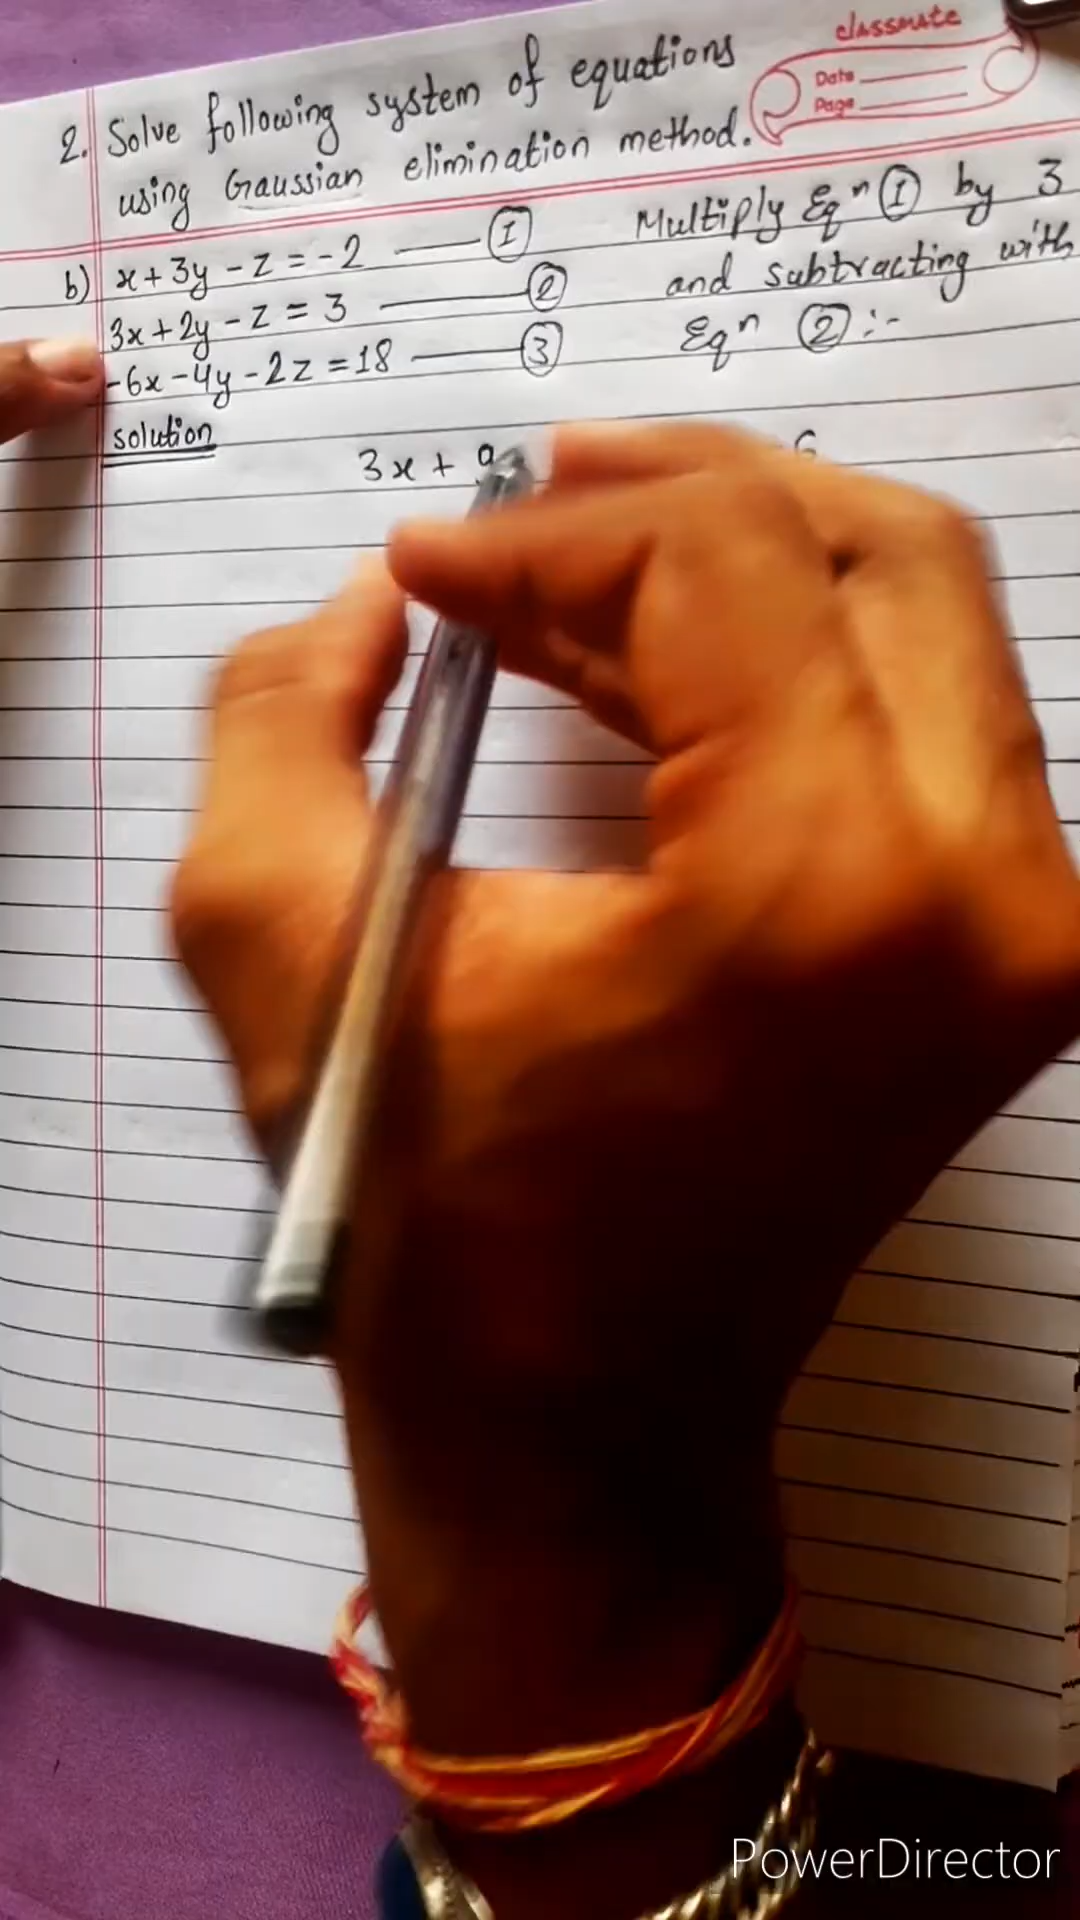 classmate
Date
Page
2. Solve following system of equations
using Gaussian elimination method.
b) x + 3y - z = -2 ——— ①
3x + 2y - z = 3 ——— ②
-6x - 4y - 2z = 18 ——— ③
Multiply Eqⁿ ① by 3
and subtracting with
Eqⁿ ② :-
solution
3x + 9 6
PowerDirector